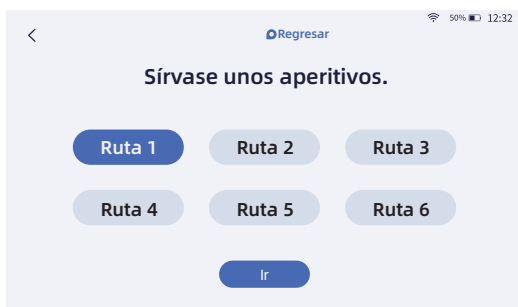 50% 12:32
Regresar
Sírvase unos aperitivos.
Ruta 1 Ruta 2 Ruta 3
Ruta 4 Ruta 5 Ruta 6
Ir